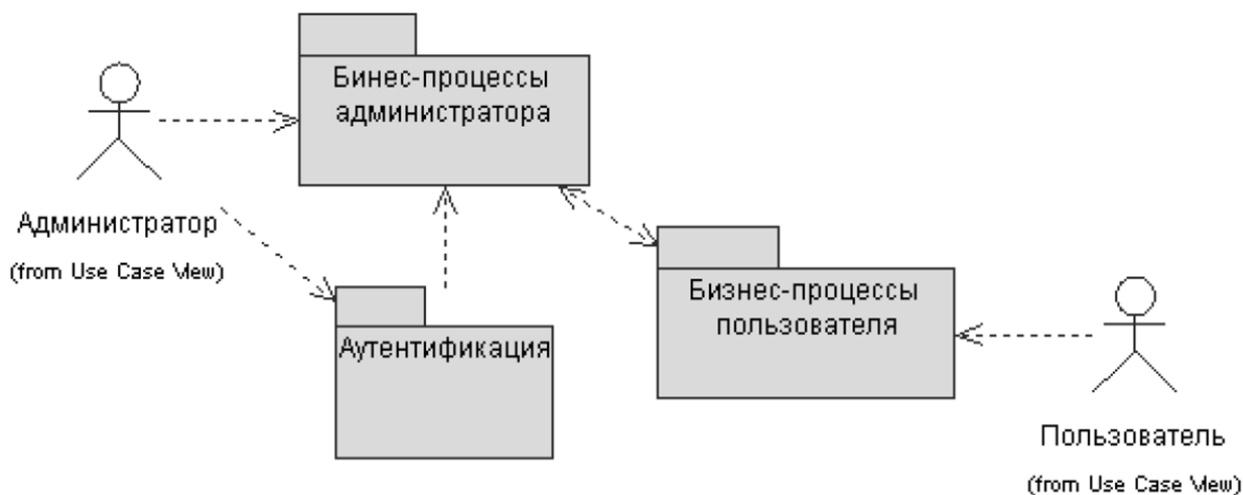 Бинес-процессы
администратора
Администратор
(from Use Case View)
Аутентификация
Бизнес-процессы
пользователя
Пользователь
(from Use Case View)